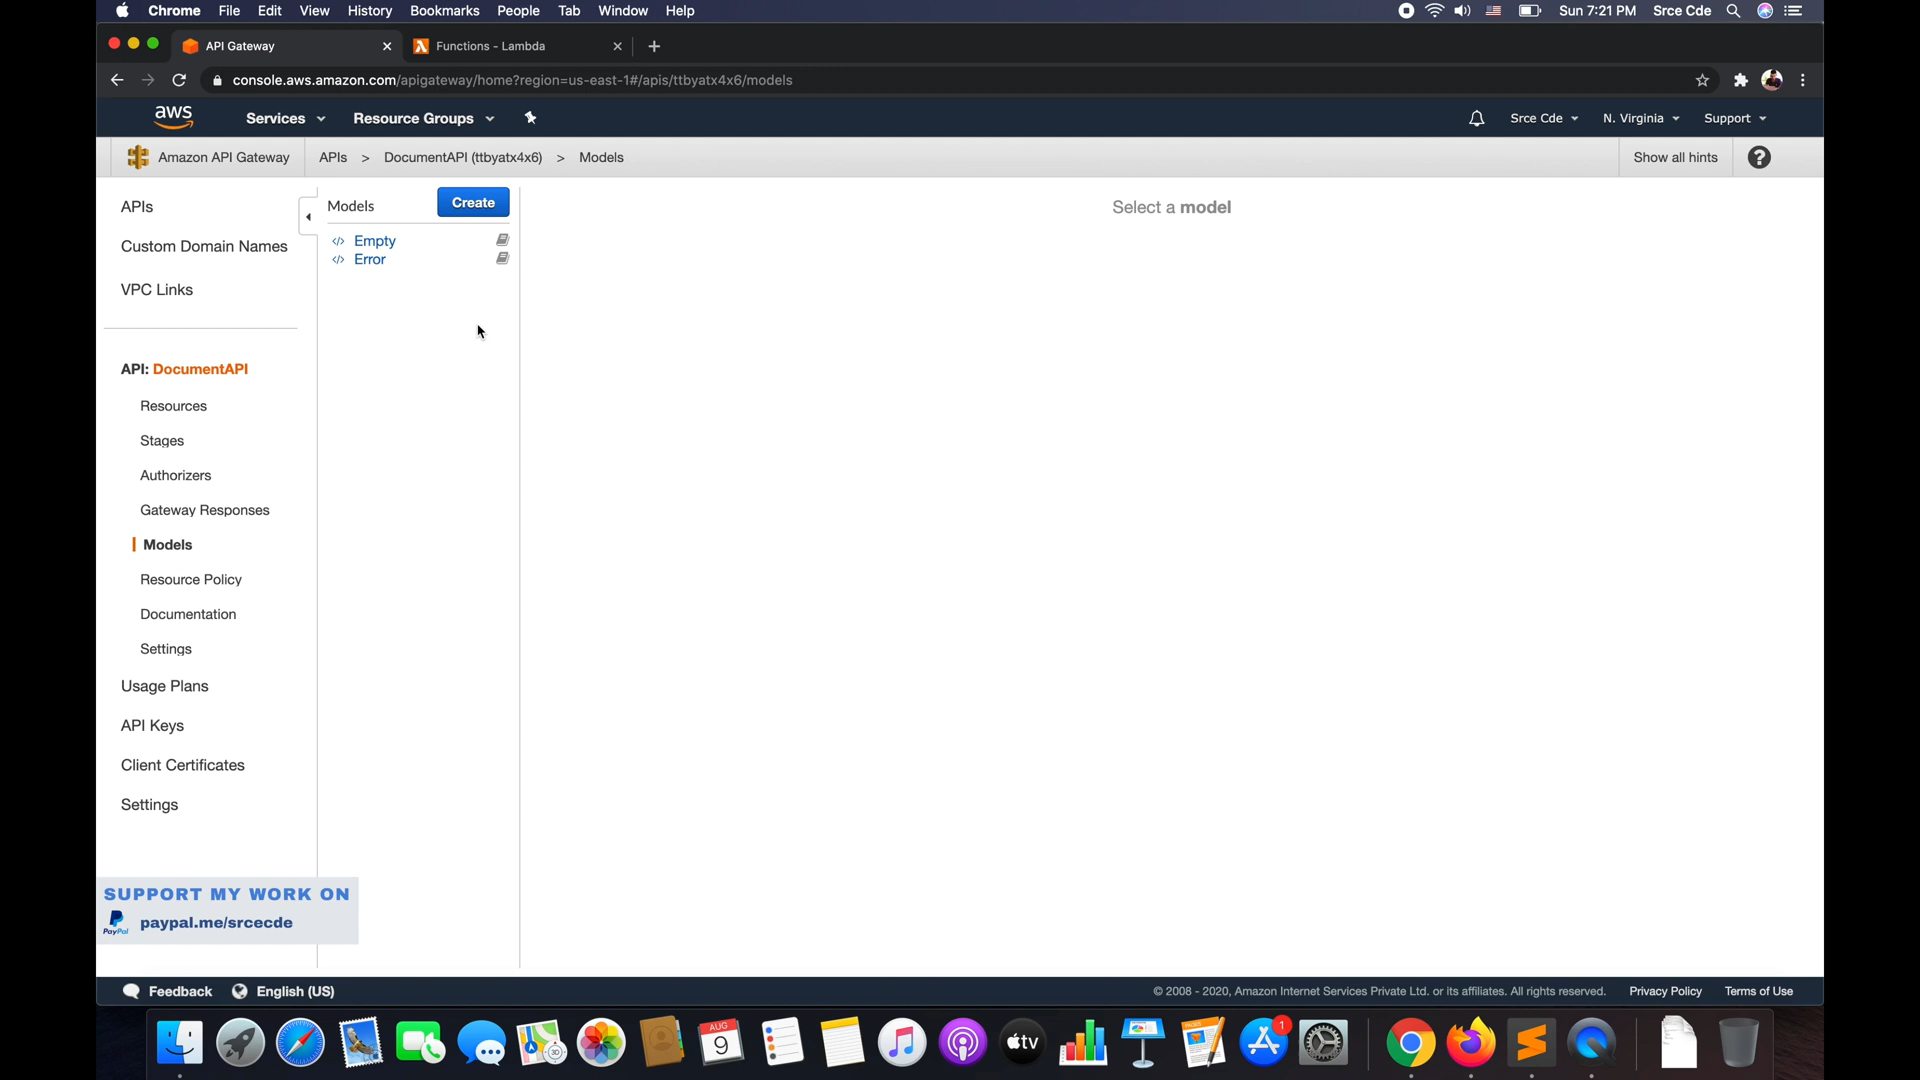 Chrome File Edit View History Bookmarks People Tab Window Help Sun 7:21 PM Srce Cde
API Gateway Functions - Lambda
console.aws.amazon.com/apigateway/home?region=us-east-1#/apis/ttbyatx4x6/models
aws Services Resource Groups Srce Cde N. Virginia Support
Amazon API Gateway APIs > DocumentAPI (ttbyatx4x6) > Models Show all hints ?
APIs
Custom Domain Names
VPC Links
API: DocumentAPI
Resources
Stages
Authorizers
Gateway Responses
Models
Resource Policy
Documentation
Settings
Usage Plans
API Keys
Client Certificates
Settings
Models Create
</> Empty
</> Error
Select a model
SUPPORT MY WORK ON
PayPal paypal.me/srcecde
Feedback English (US) © 2008 - 2020, Amazon Internet Services Private Ltd. or its affiliates. All rights reserved. Privacy Policy Terms of Use
3D
AUG
9
tv
PAGES
1